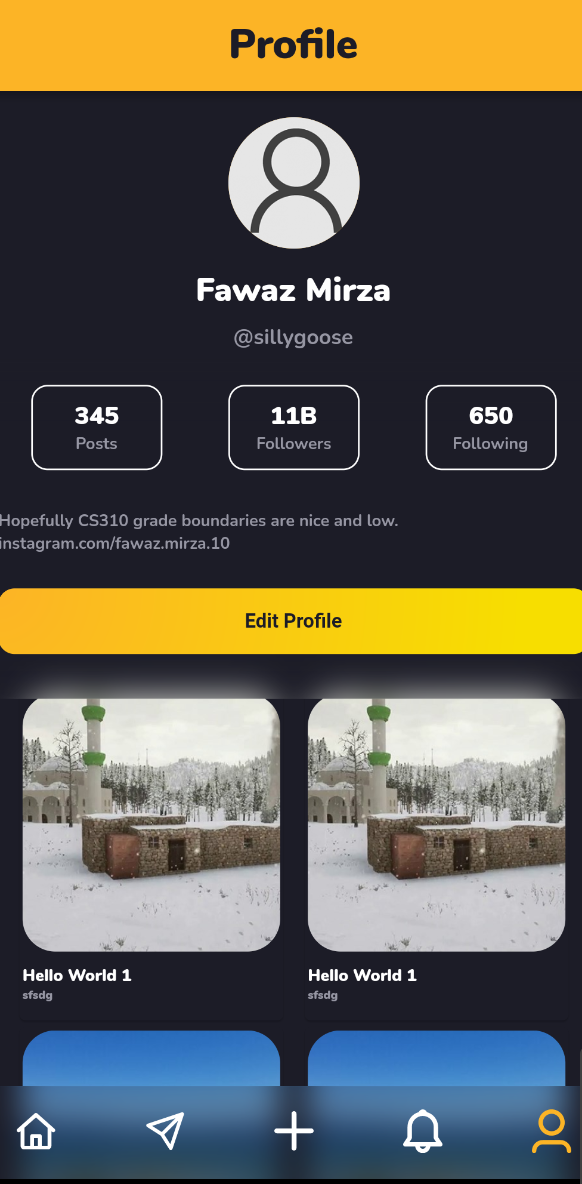 Profile
Fawaz Mirza
@sillygoose
345
Posts
11B
Followers
650
Following
Hopefully CS310 grade boundaries are nice and low.
instagram.com/fawaz.mirza.10
Edit Profile
Hello World 1
sfsdg
Hello World 1
sfsdg